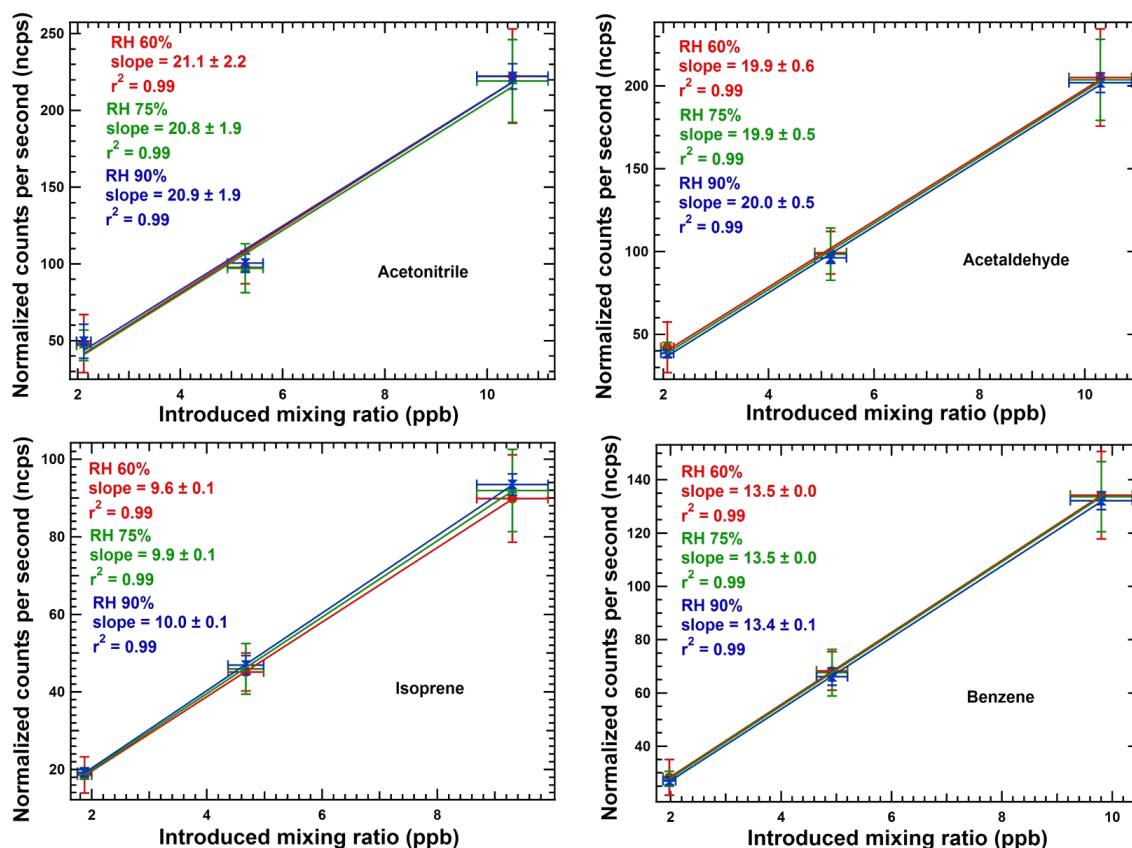 Normalized counts per second (ncps)
250
200
150
100
50
RH 60%
slope = 21.1 ± 2.2
r² = 0.99
RH 75%
slope = 20.8 ± 1.9
r² = 0.99
RH 90%
slope = 20.9 ± 1.9
r² = 0.99
Acetonitrile
2 4 6 8 10
Introduced mixing ratio (ppb)
Normalized counts per second (ncps)
200
150
100
50
RH 60%
slope = 19.9 ± 0.6
r² = 0.99
RH 75%
slope = 19.9 ± 0.5
r² = 0.99
RH 90%
slope = 20.0 ± 0.5
r² = 0.99
Acetaldehyde
2 4 6 8 10
Introduced mixing ratio (ppb)
Normalized counts per second (ncps)
100
80
60
40
20
RH 60%
slope = 9.6 ± 0.1
r² = 0.99
RH 75%
slope = 9.9 ± 0.1
r² = 0.99
RH 90%
slope = 10.0 ± 0.1
r² = 0.99
Isoprene
2 4 6 8
Introduced mixing ratio (ppb)
Normalized counts per second (ncps)
140
120
100
80
60
40
RH 60%
slope = 13.5 ± 0.0
r² = 0.99
RH 75%
slope = 13.5 ± 0.0
r² = 0.99
RH 90%
slope = 13.4 ± 0.1
r² = 0.99
Benzene
2 4 6 8 10
Introduced mixing ratio (ppb)